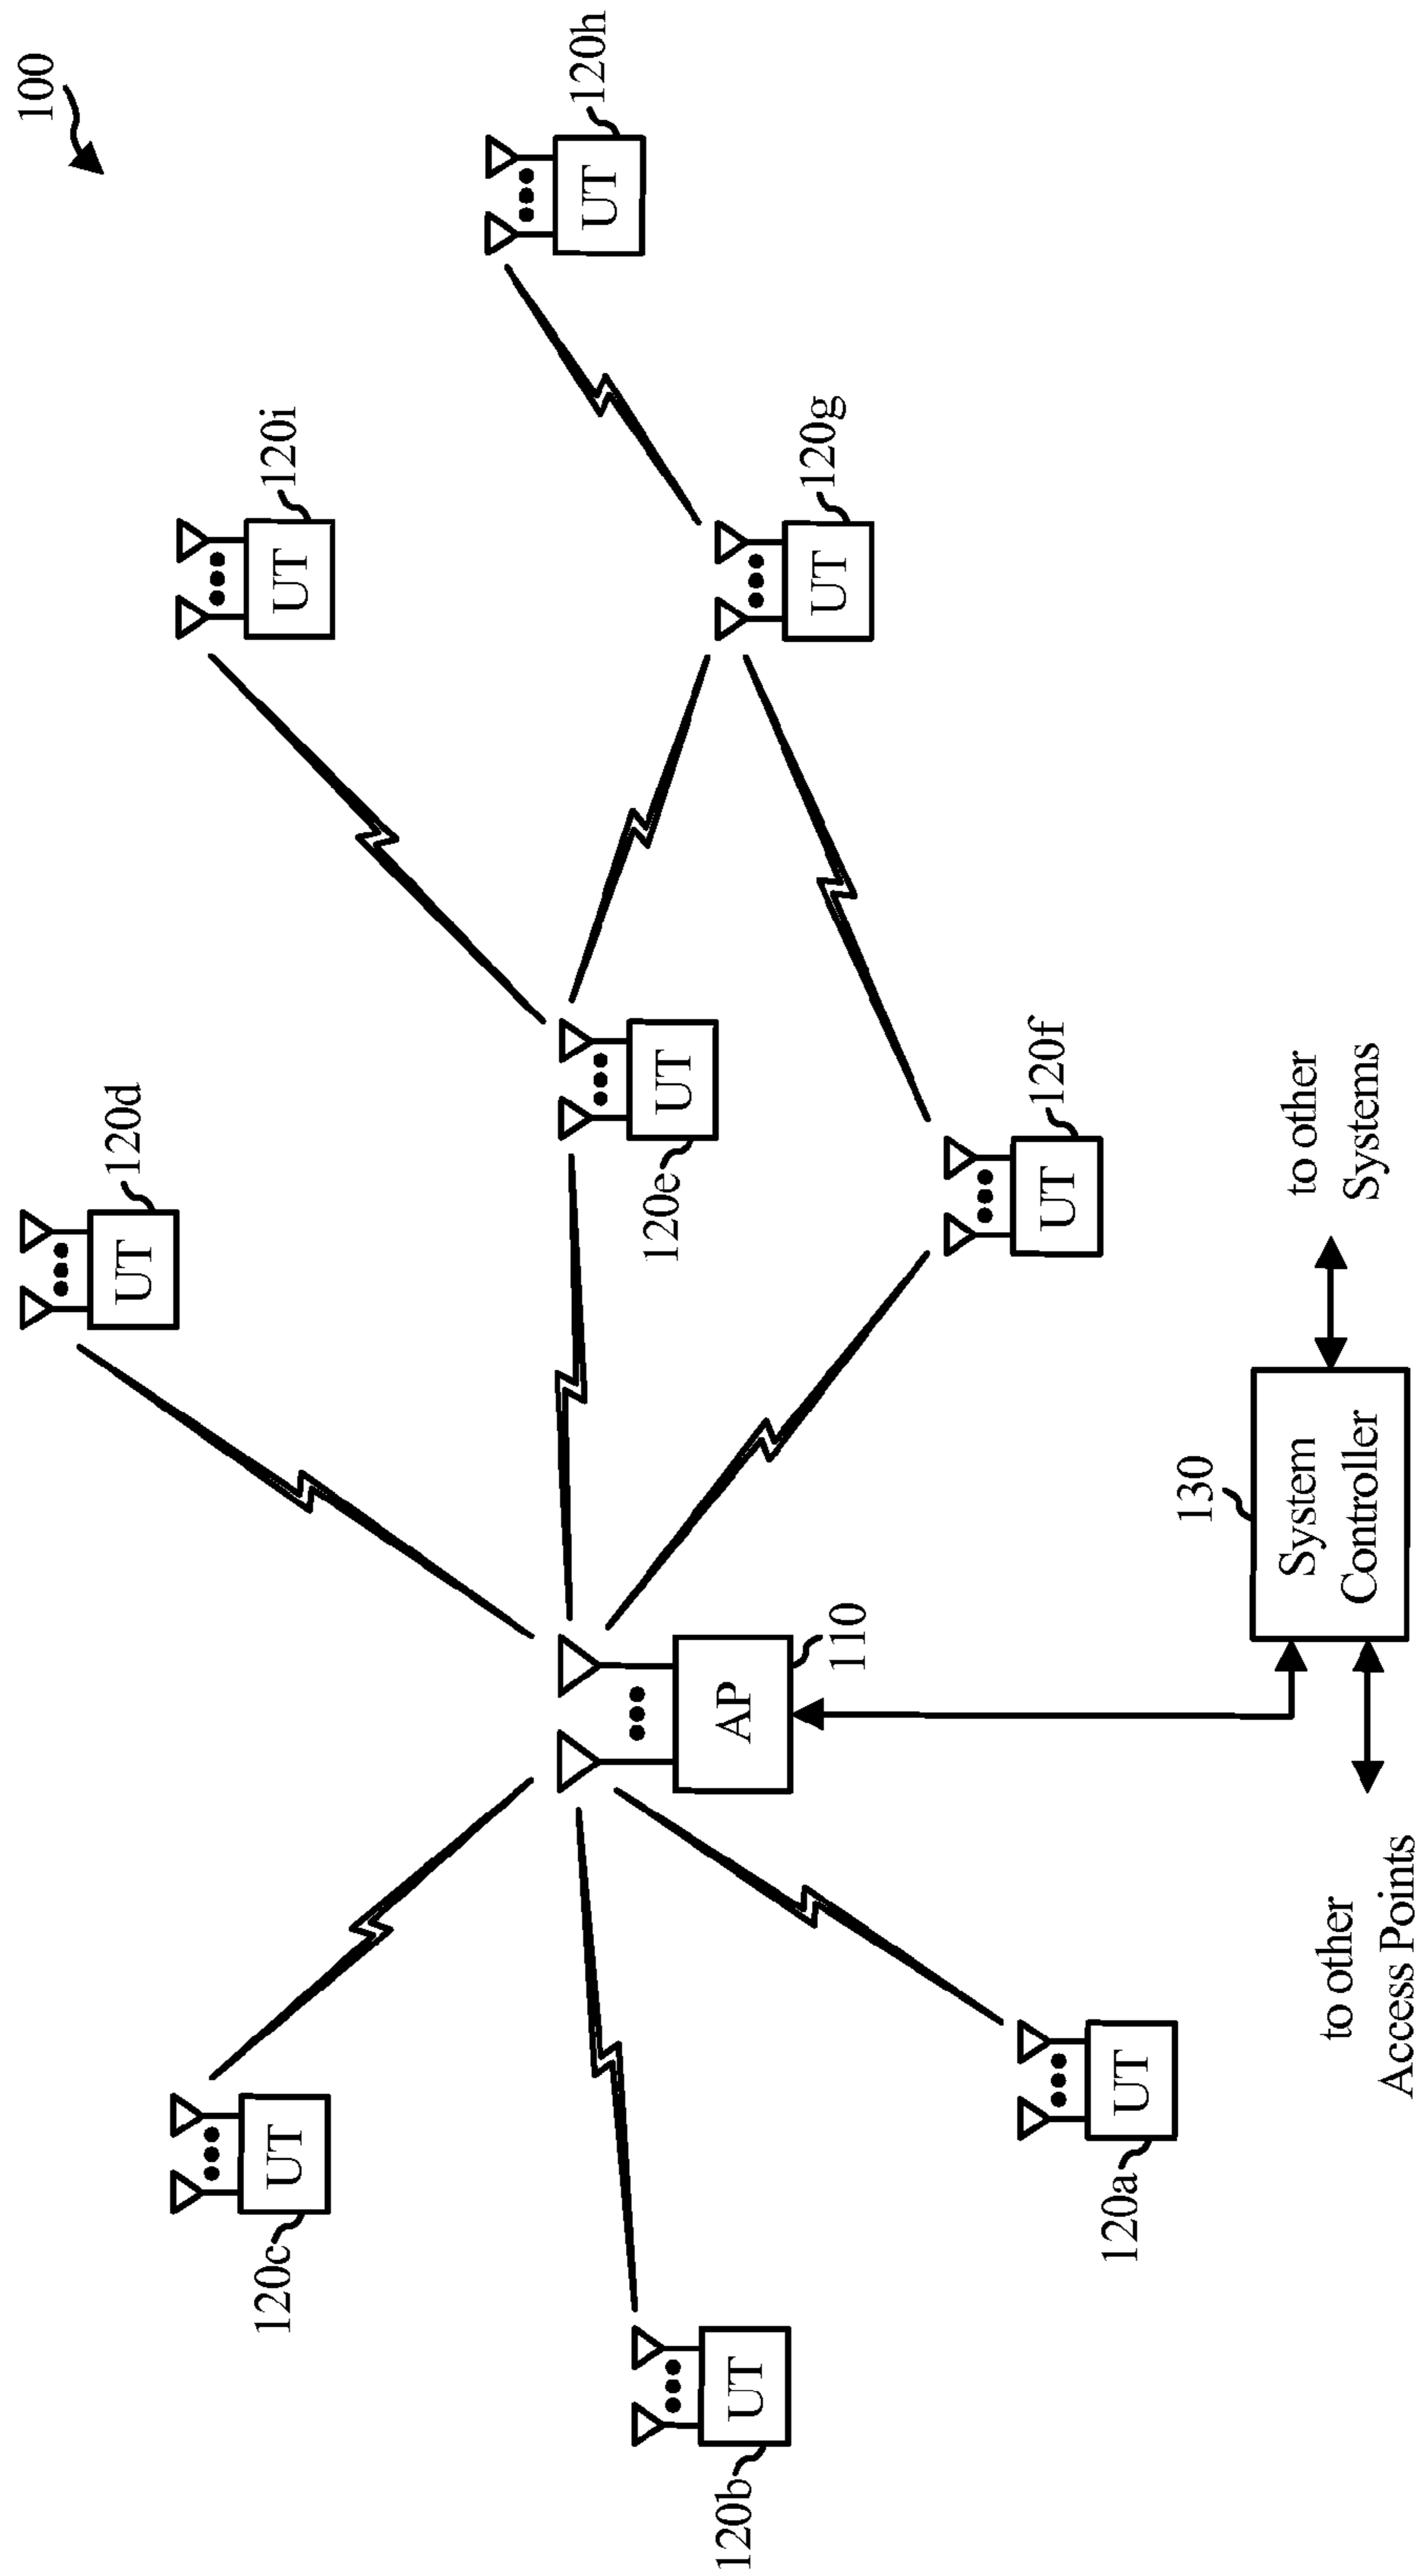 100
UT
120d
UT
120i
UT
120h
UT
120c
UT
120e
UT
120g
UT
120b
AP
110
UT
120f
UT
120a
130
System
Controller
to other
Systems
to other
Access Points